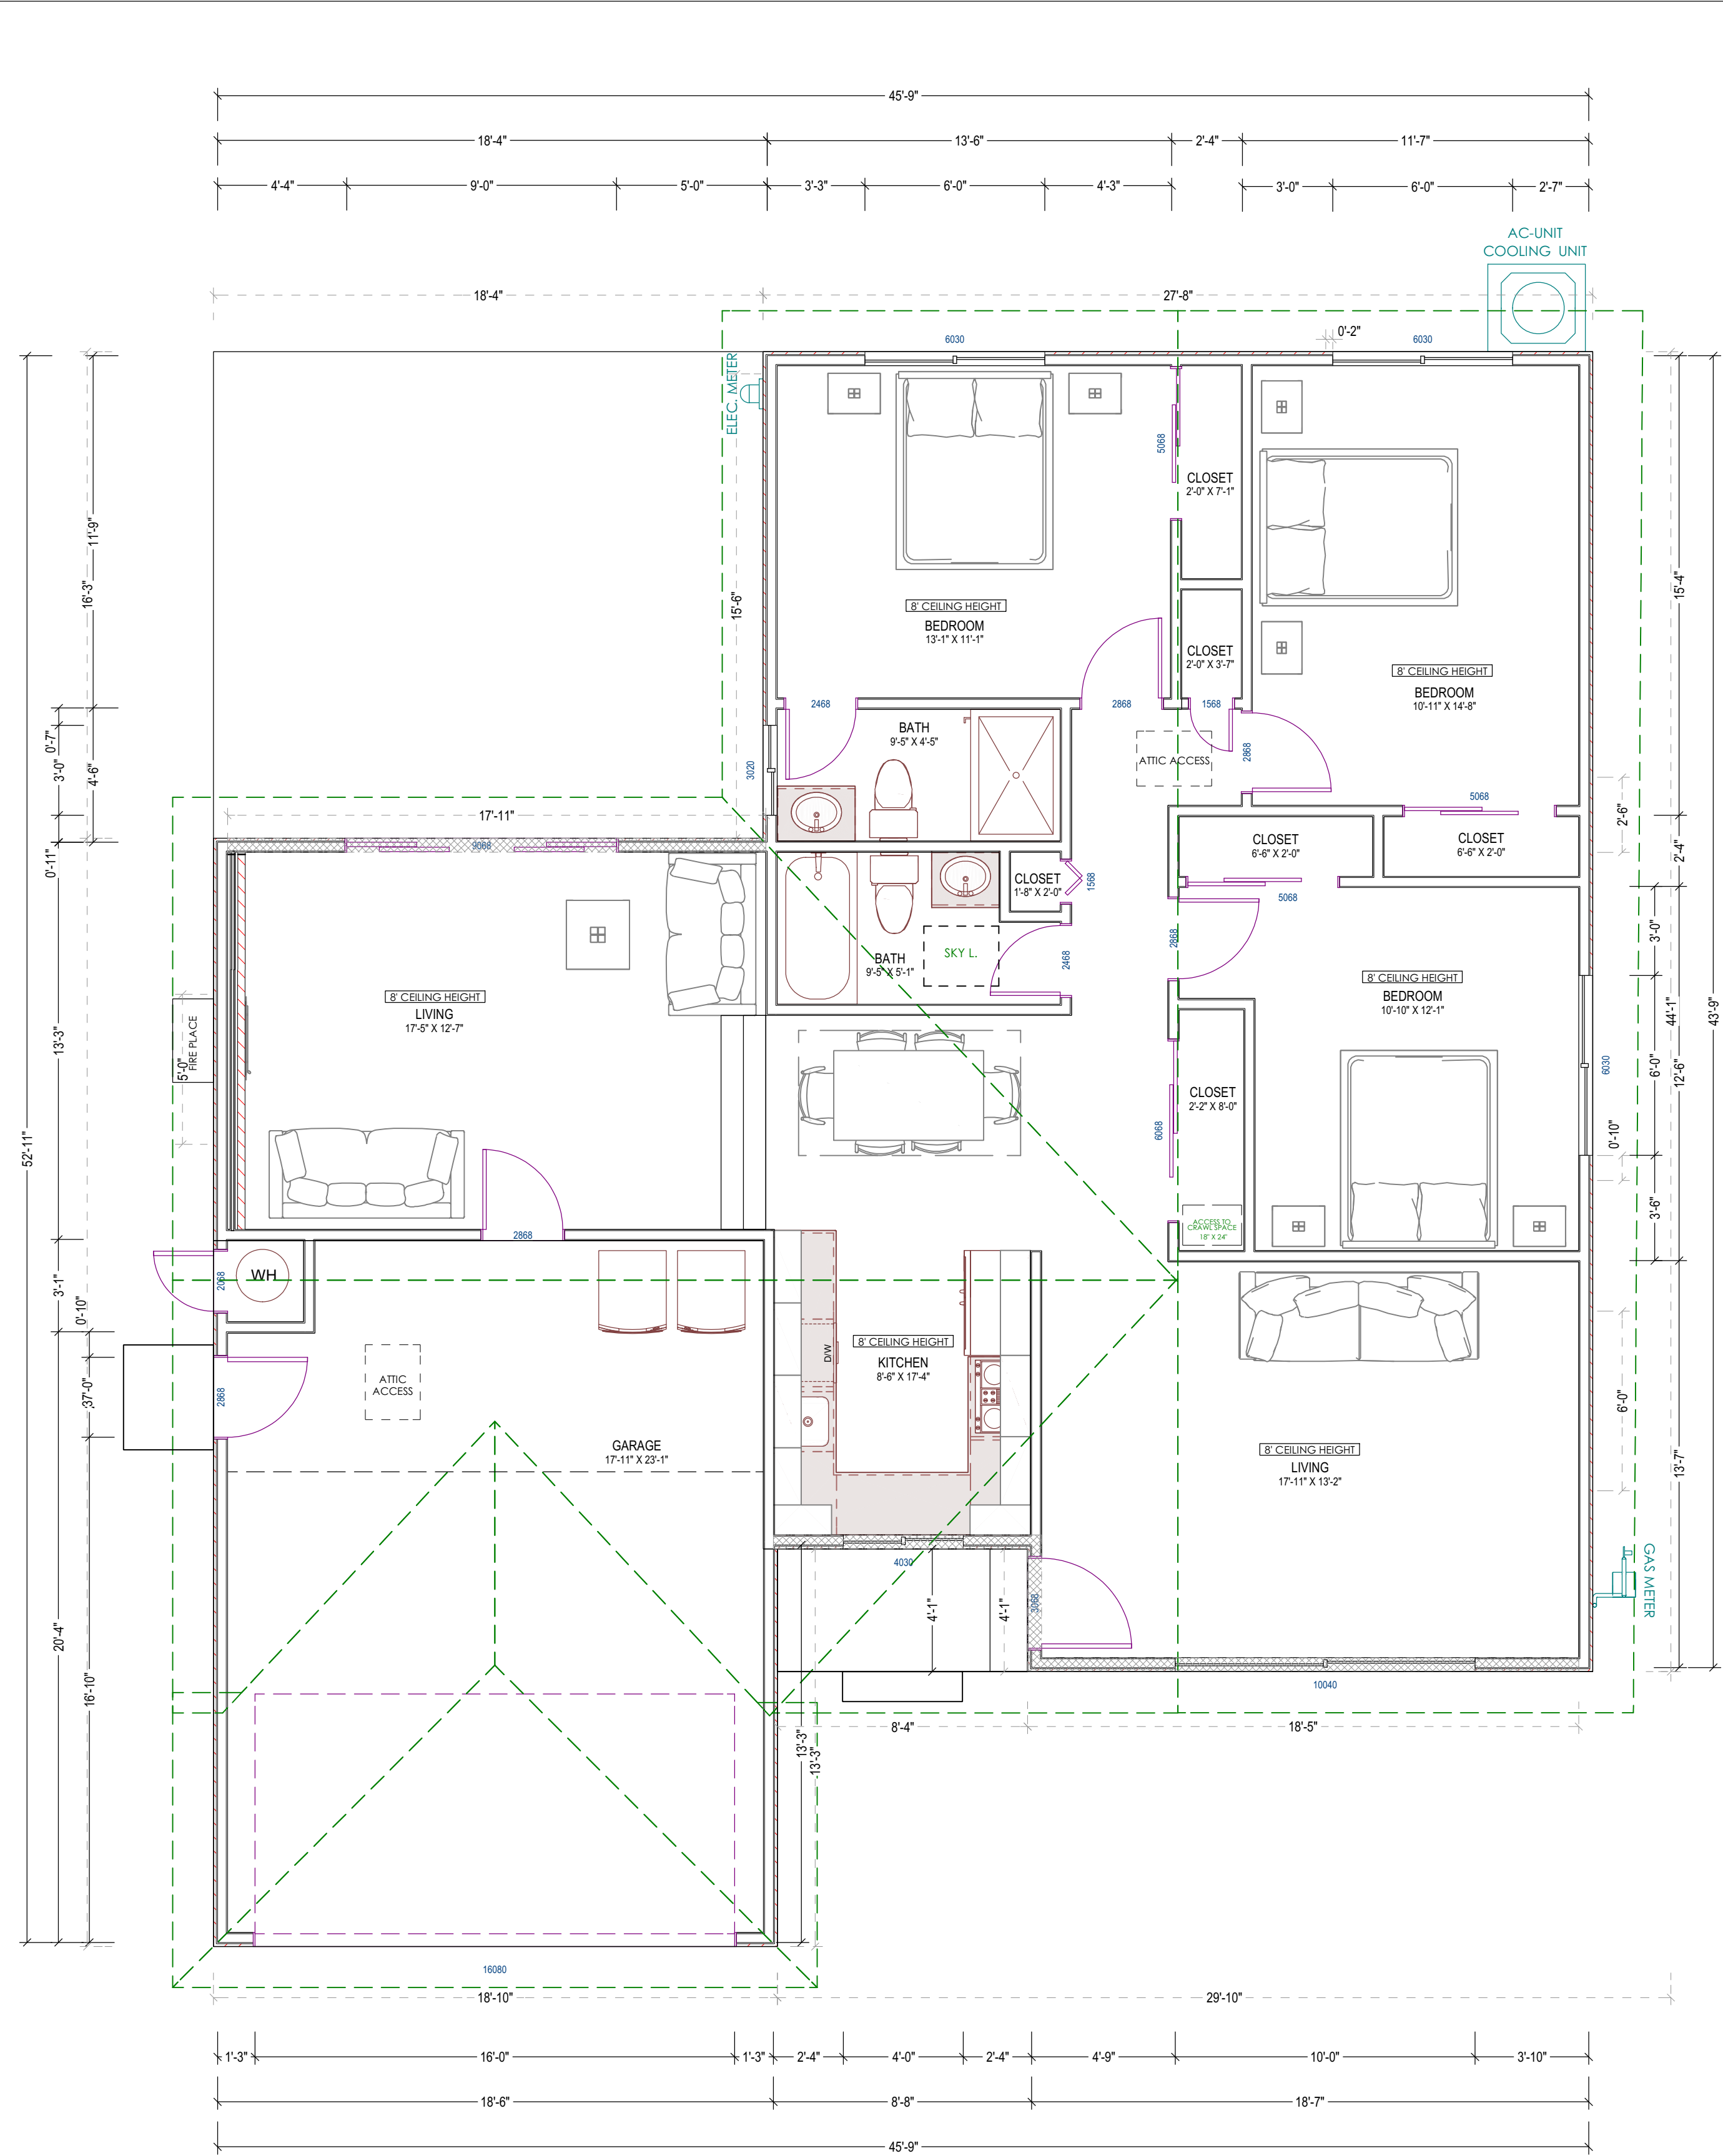 45'-9"
18'-4"
13'-6"
2'-4"
11'-7"
4'-4"
9'-0"
5'-0"
3'-3"
6'-0"
4'-3"
3'-0"
6'-0"
2'-7"
AC-UNIT
COOLING UNIT
18'-4"
27'-8"
0'-2"
6030
6030
ELEC. METER
5068
CLOSET
2'-0" X 7'-1"
11'-9"
16'-3"
15'-6"
15'-4"
8' CEILING HEIGHT
BEDROOM
13'-1" X 11'-1"
CLOSET
2'-0" X 3'-7"
8' CEILING HEIGHT
BEDROOM
10'-11" X 14'-8"
2468
2868
1568
BATH
9'-5" X 4'-5"
2868
ATTIC ACCESS
3020
0'-7"
3'-0"
4'-6"
0'-11"
17'-11"
9068
5068
2'-6"
2'-4"
CLOSET
6'-6" X 2'-0"
CLOSET
6'-6" X 2'-0"
CLOSET
1'-8" X 2'-0"
1568
5068
2868
3'-0"
BATH
9'-5" X 5'-1"
SKY L.
2468
8' CEILING HEIGHT
LIVING
17'-5" X 12'-7"
8' CEILING HEIGHT
BEDROOM
10'-10" X 12'-1"
13'-3"
5'-0"
FIRE PLACE
44'-1"
43'-9"
6030
6'-0"
12'-6"
CLOSET
2'-2" X 8'-0"
6068
0'-10"
52'-11"
3'-6"
ACCESS TO
CRAWL SPACE
18" X 24"
2868
WH
2068
3'-1"
0'-10"
D/W
8' CEILING HEIGHT
KITCHEN
8'-6" X 17'-4"
ATTIC
ACCESS
37'-0"
2868
6'-0"
GARAGE
17'-11" X 23'-1"
8' CEILING HEIGHT
LIVING
17'-11" X 13'-2"
13'-7"
4030
GAS METER
4'-1"
4'-1"
3068
20'-4"
16'-10"
10040
8'-4"
18'-5"
13'-3"
13'-3"
16080
18'-10"
29'-10"
1'-3"
16'-0"
1'-3"
2'-4"
4'-0"
2'-4"
4'-9"
10'-0"
3'-10"
18'-6"
8'-8"
18'-7"
45'-9"